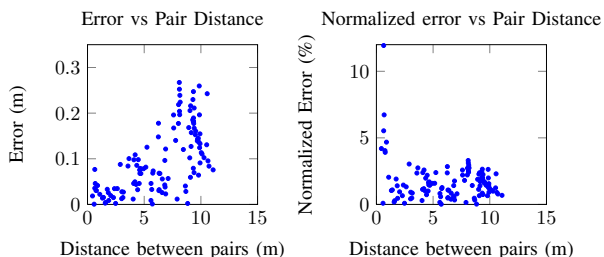 Error vs Pair Distance
Error (m)
0.3
0.2
0.1
0
0 5 10 15
Distance between pairs (m)
Normalized error vs Pair Distance
Normalized Error (%)
10
5
0
0 5 10 15
Distance between pairs (m)